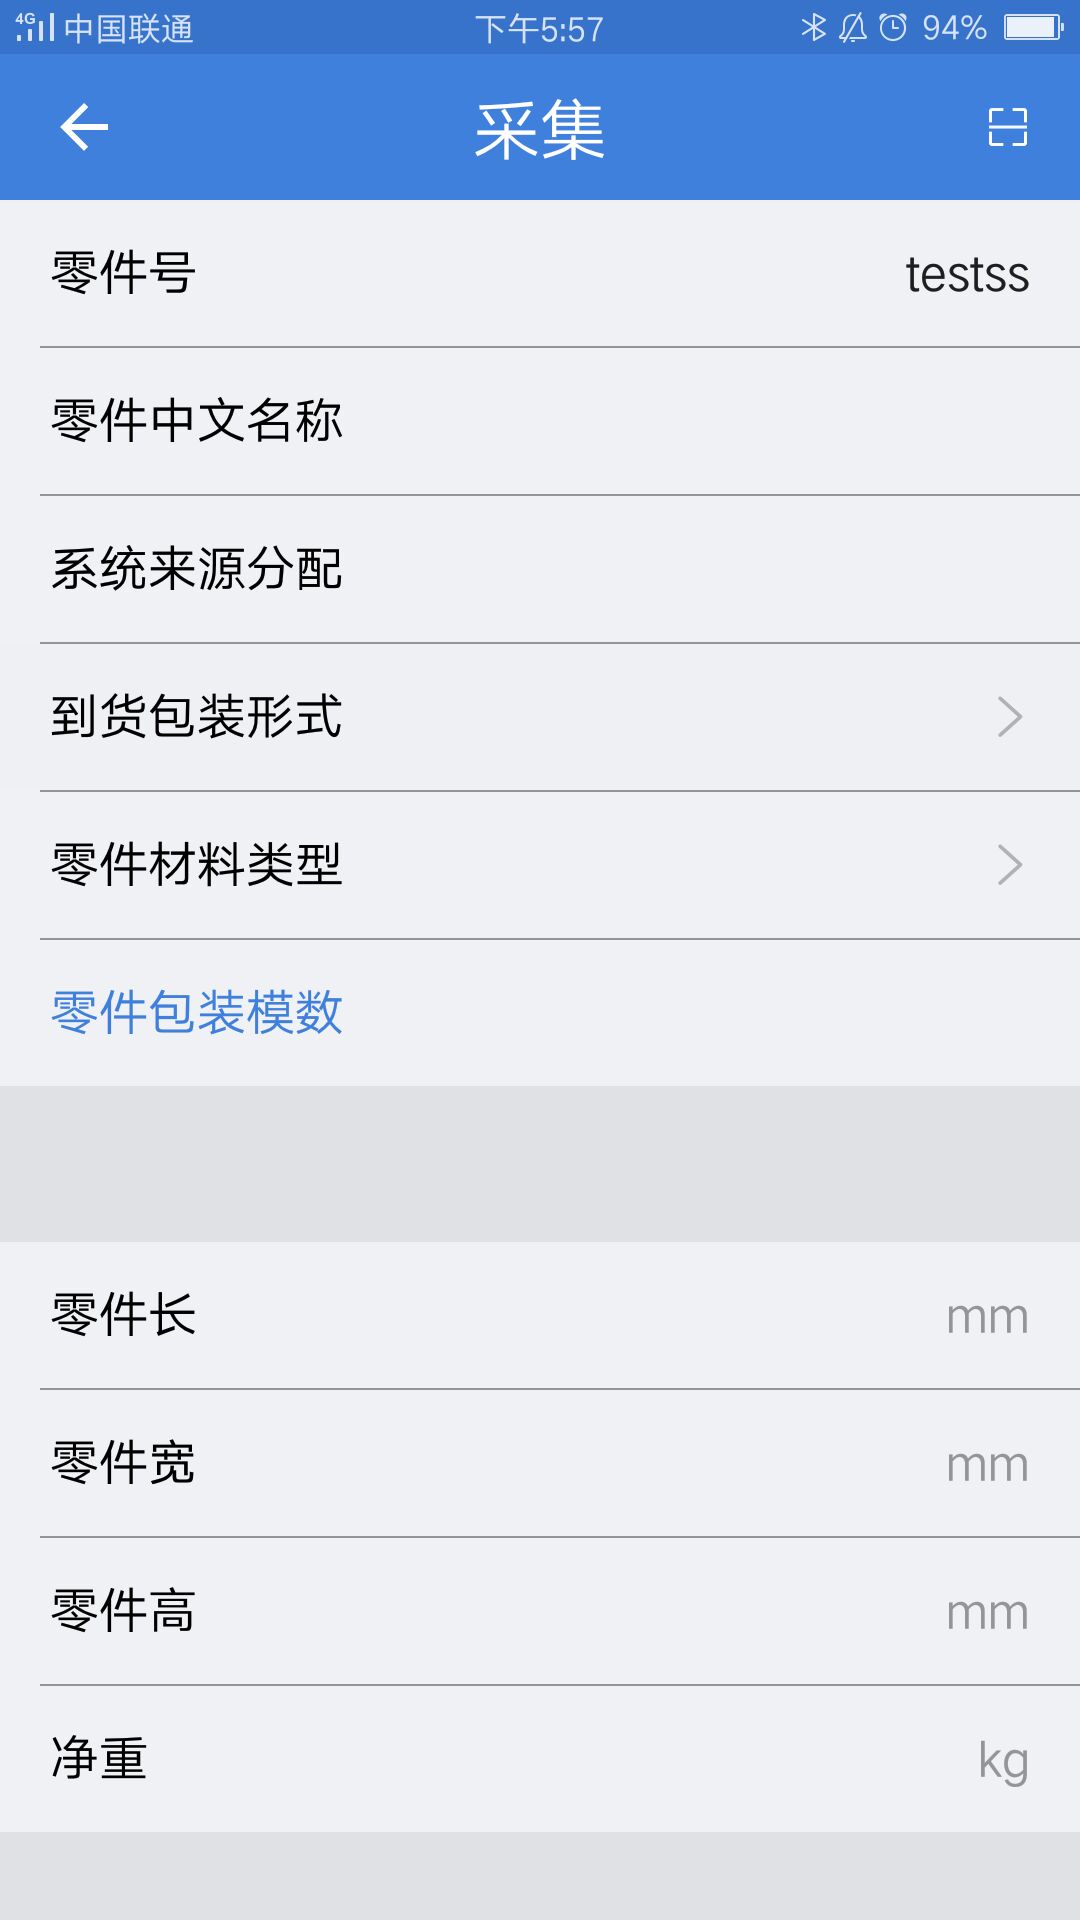 4G 中国联通 下午5:57 94%
采集
零件号 testss
零件中文名称
系统来源分配
到货包装形式
零件材料类型
零件包装模数
零件长 mm
零件宽 mm
零件高 mm
净重 kg